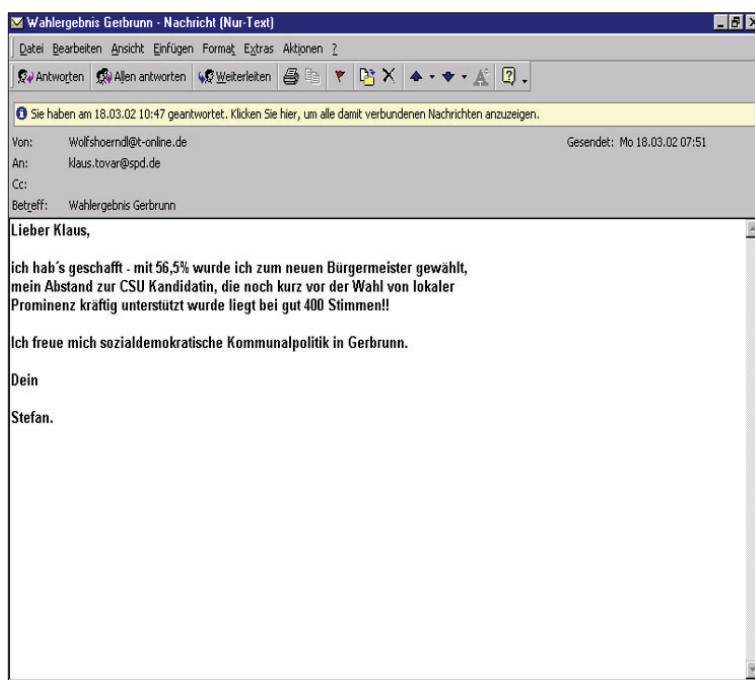 Wahlergebnis Gerbrunn - Nachricht (Nur-Text)
Datei Bearbeiten Ansicht Einfügen Format Extras Aktionen ?
Antworten Allen antworten Weiterleiten
Sie haben am 18.03.02 10:47 geantwortet. Klicken Sie hier, um alle damit verbundenen Nachrichten anzuzeigen.
Von: Wolfshoerndl@t-online.de Gesendet: Mo 18.03.02 07:51
An: klaus.tovar@spd.de
Cc:
Betreff: Wahlergebnis Gerbrunn
Lieber Klaus,
ich hab´s geschafft - mit 56,5% wurde ich zum neuen Bürgermeister gewählt,
mein Abstand zur CSU Kandidatin, die noch kurz vor der Wahl von lokaler
Prominenz kräftig unterstützt wurde liegt bei gut 400 Stimmen!!
Ich freue mich sozialdemokratische Kommunalpolitik in Gerbrunn.
Dein
Stefan.